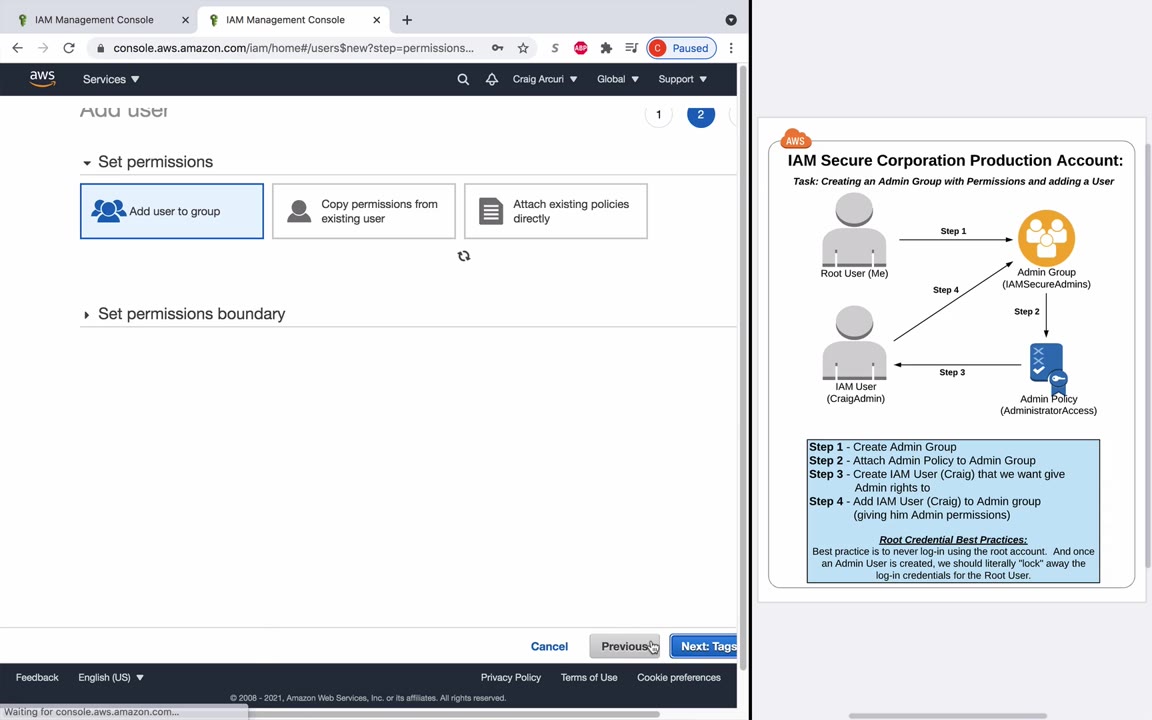 IAM Management Console
IAM Management Console
console.aws.amazon.com/iam/home#/users$new?step=permissions...
S
ABP
C
Paused
aws
Services
Craig Arcuri
Global
Support
Add user
1
2
Set permissions
Add user to group
Copy permissions from
existing user
Attach existing policies
directly
Set permissions boundary
Cancel
Previous
Next: Tags
Feedback
English (US)
Privacy Policy
Terms of Use
Cookie preferences
© 2008 - 2021, Amazon Web Services, Inc. or its affiliates. All rights reserved.
Waiting for console.aws.amazon.com...
AWS
IAM Secure Corporation Production Account:
Task: Creating an Admin Group with Permissions and adding a User
Step 1
Root User (Me)
Admin Group
(IAMSecureAdmins)
Step 4
Step 2
Step 3
IAM User
(CraigAdmin)
Admin Policy
(AdministratorAccess)
Step 1 - Create Admin Group
Step 2 - Attach Admin Policy to Admin Group
Step 3 - Create IAM User (Craig) that we want give
Admin rights to
Step 4 - Add IAM User (Craig) to Admin group
(giving him Admin permissions)
Root Credential Best Practices:
Best practice is to never log-in using the root account. And once
an Admin User is created, we should literally "lock" away the
log-in credentials for the Root User.